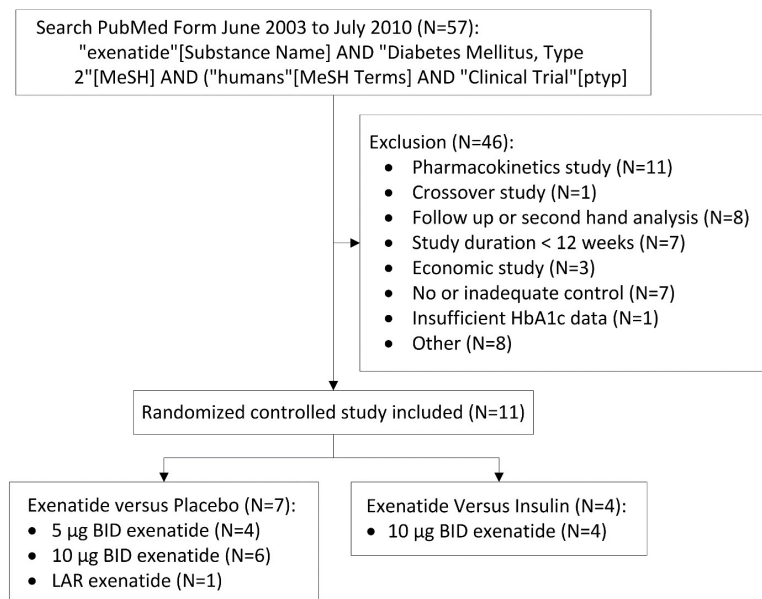 Search PubMed Form June 2003 to July 2010 (N=57):
"exenatide"[Substance Name] AND "Diabetes Mellitus, Type
2"[MeSH] AND ("humans"[MeSH Terms] AND "Clinical Trial"[ptyp]
Exclusion (N=46):
• Pharmacokinetics study (N=11)
• Crossover study (N=1)
• Follow up or second hand analysis (N=8)
• Study duration < 12 weeks (N=7)
• Economic study (N=3)
• No or inadequate control (N=7)
• Insufficient HbA1c data (N=1)
• Other (N=8)
Randomized controlled study included (N=11)
Exenatide versus Placebo (N=7):
• 5 µg BID exenatide (N=4)
• 10 µg BID exenatide (N=6)
• LAR exenatide (N=1)
Exenatide Versus Insulin (N=4):
• 10 µg BID exenatide (N=4)